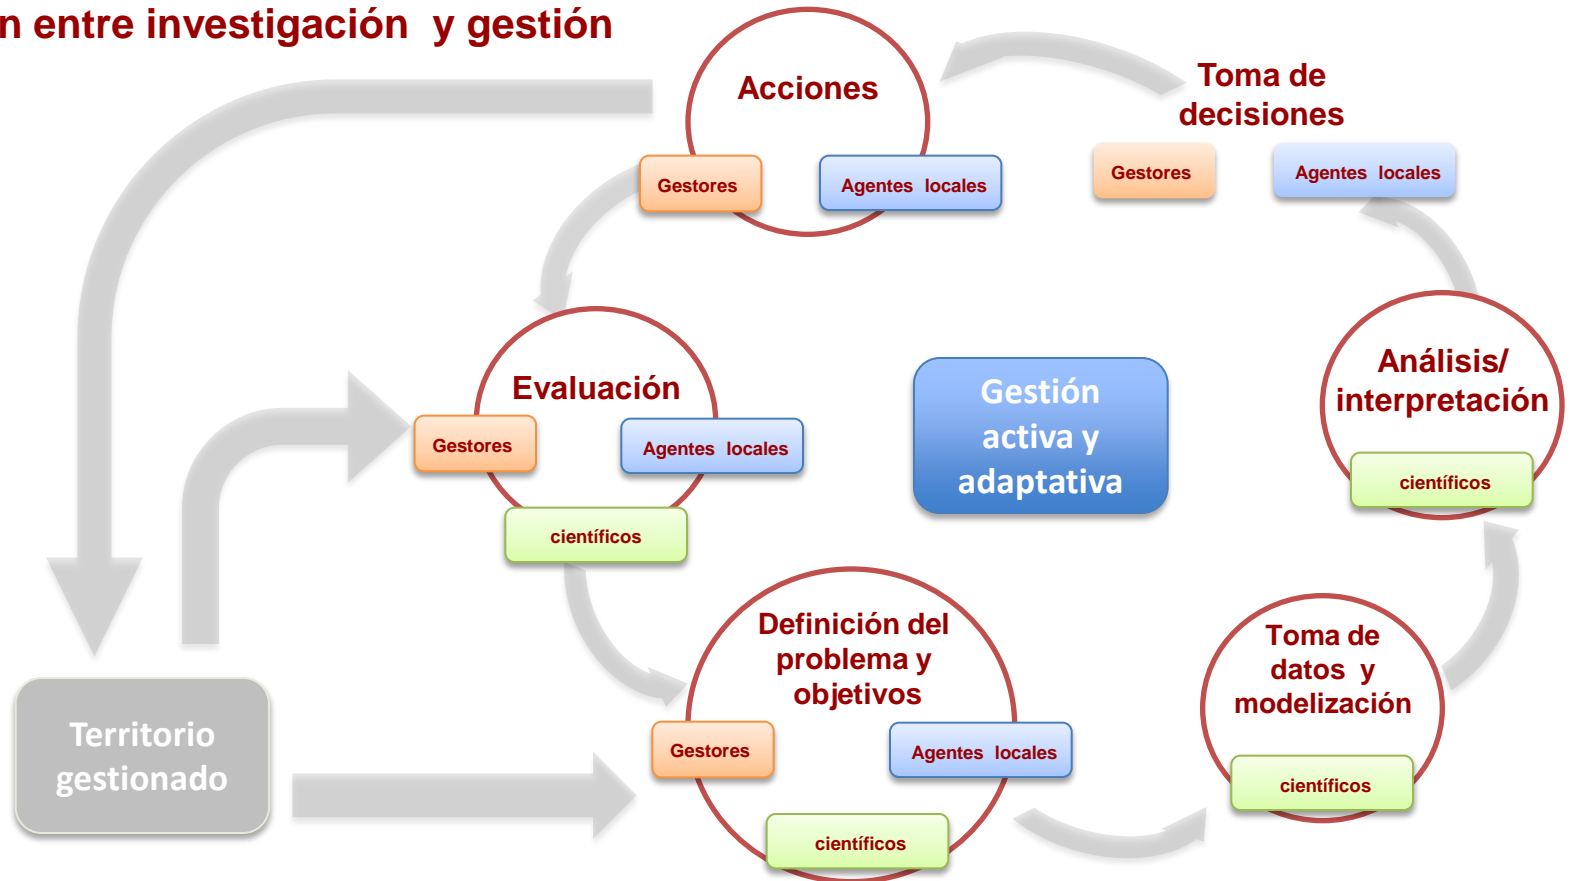 n entre investigación y gestión
Acciones
Gestores
Agentes locales
Toma de
decisiones
Gestores
Agentes locales
Evaluación
Gestores
Agentes locales
científicos
Gestión
activa y
adaptativa
Análisis/
interpretación
científicos
Territorio
gestionado
Definición del
problema y
objetivos
Gestores
Agentes locales
científicos
Toma de
datos y
modelización
científicos